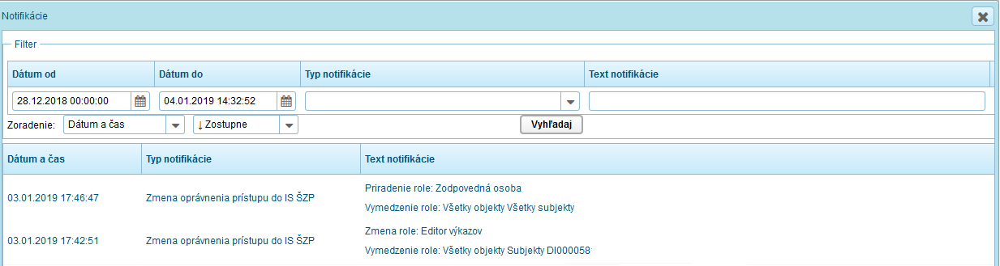 Notifikácie
Filter
Dátum od Dátum do Typ notifikácie Text notifikácie
28.12.2018 00:00:00 04.01.2019 14:32:52
Zoradenie: Dátum a čas ↓ Zostupne Vyhľadaj
Dátum a čas Typ notifikácie Text notifikácie
03.01.2019 17:46:47 Zmena oprávnenia prístupu do IS ŠZP Priradenie role: Zodpovedná osoba
Vymedzenie role: Všetky objekty Všetky subjekty
03.01.2019 17:42:51 Zmena oprávnenia prístupu do IS ŠZP Zmena role: Editor výkazov
Vymedzenie role: Všetky objekty Subjekty DI000058